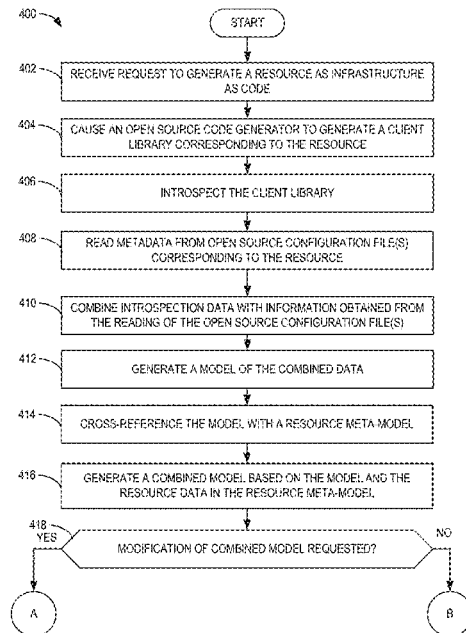 400
START
402
RECEIVE REQUEST TO GENERATE A RESOURCE AS INFRASTRUCTURE
AS CODE
404
CAUSE AN OPEN SOURCE CODE GENERATOR TO GENERATE A CLIENT
LIBRARY CORRESPONDING TO THE RESOURCE
406
INTROSPECT THE CLIENT LIBRARY
408
READ METADATA FROM OPEN SOURCE CONFIGURATION FILE(S)
CORRESPONDING TO THE RESOURCE
410
COMBINE INTROSPECTION DATA WITH INFORMATION OBTAINED FROM
THE READING OF THE OPEN SOURCE CONFIGURATION FILE(S)
412
GENERATE A MODEL OF THE COMBINED DATA
414
CROSS-REFERENCE THE MODEL WITH A RESOURCE META-MODEL
416
GENERATE A COMBINED MODEL BASED ON THE MODEL AND THE
RESOURCE DATA IN THE RESOURCE META-MODEL
418
YES
MODIFICATION OF COMBINED MODEL REQUESTED?
NO
A
B